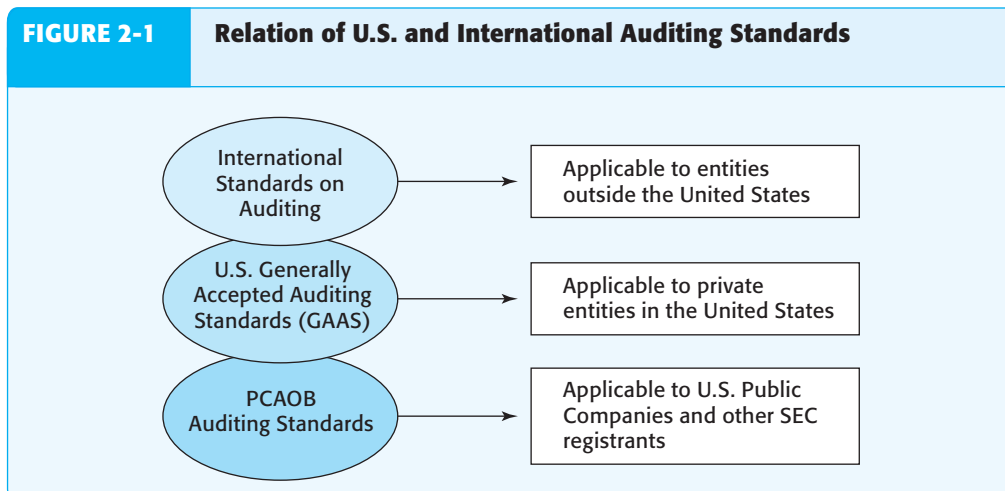 FIGURE 2-1
Relation of U.S. and International Auditing Standards
International
Standards on
Auditing
Applicable to entities
outside the United States
U.S. Generally
Accepted Auditing
Standards (GAAS)
Applicable to private
entities in the United States
PCAOB
Auditing Standards
Applicable to U.S. Public
Companies and other SEC
registrants